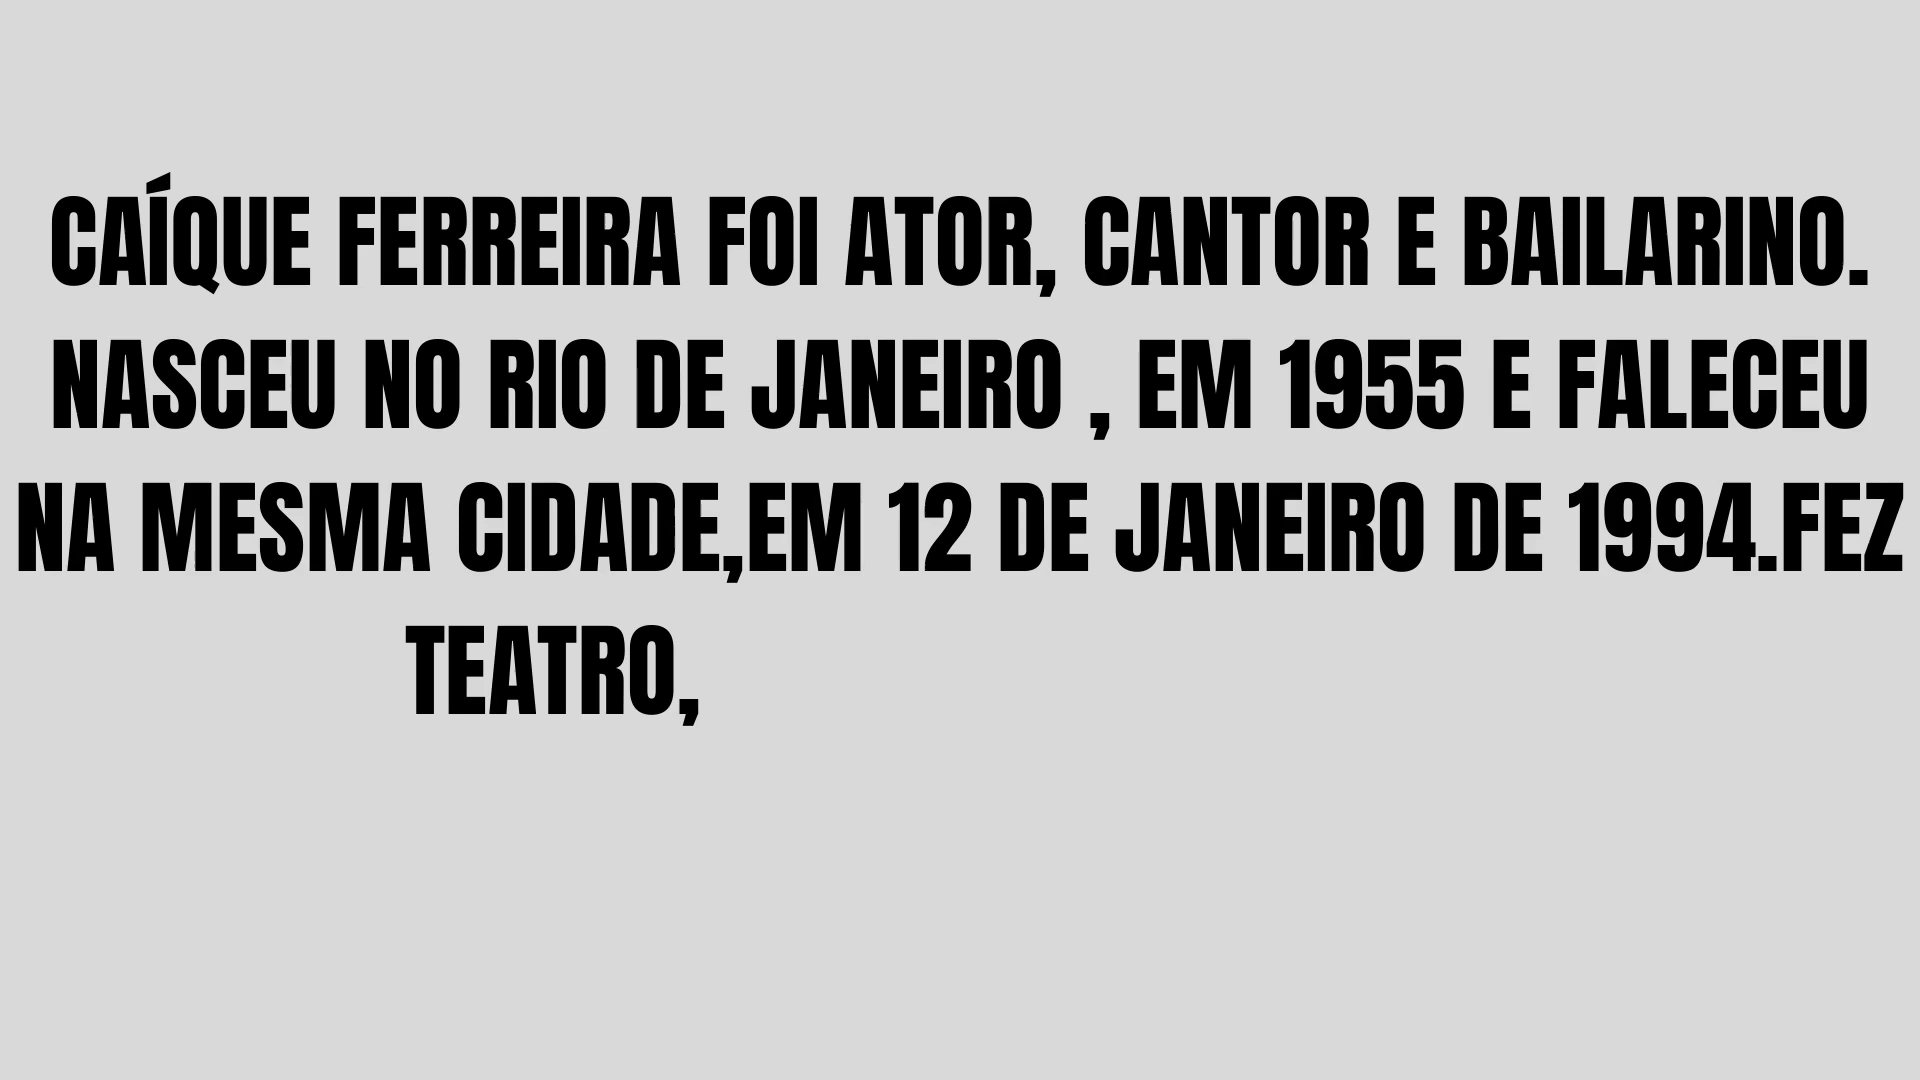 CAÍQUE FERREIRA FOI ATOR, CANTOR E BAILARINO.
NASCEU NO RIO DE JANEIRO , EM 1955 E FALECEU
NA MESMA CIDADE,EM 12 DE JANEIRO DE 1994.FEZ
TEATRO,